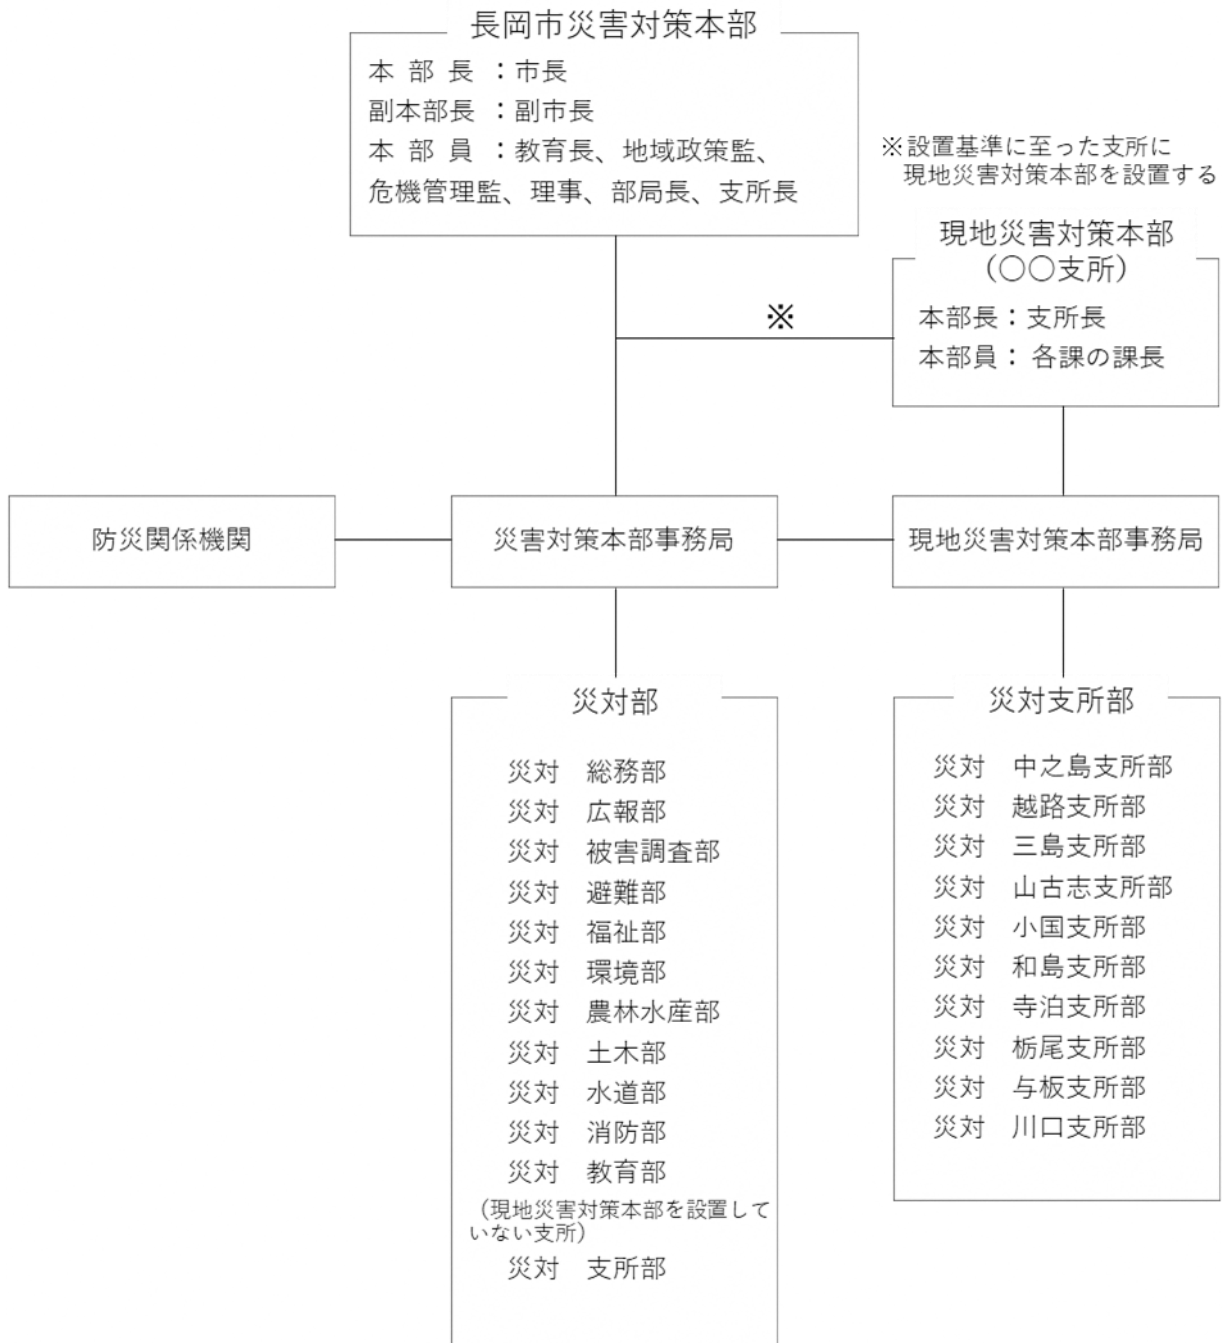 長岡市災害対策本部
本 部 長 ：市長
副本部長 ：副市長
本 部 員 ：教育長、地域政策監、
危機管理監、理事、部局長、支所長
※設置基準に至った支所に
現地災害対策本部を設置する
現地災害対策本部
（○○支所）
本部長：支所長
本部員： 各課の課長
※
防災関係機関
災害対策本部事務局
現地災害対策本部事務局
災対部
災対　総務部
災対　広報部
災対　被害調査部
災対　避難部
災対　福祉部
災対　環境部
災対　農林水産部
災対　土木部
災対　水道部
災対　消防部
災対　教育部
（現地災害対策本部を設置して
いない支所）
災対　支所部
災対支所部
災対　中之島支所部
災対　越路支所部
災対　三島支所部
災対　山古志支所部
災対　小国支所部
災対　和島支所部
災対　寺泊支所部
災対　栃尾支所部
災対　与板支所部
災対　川口支所部